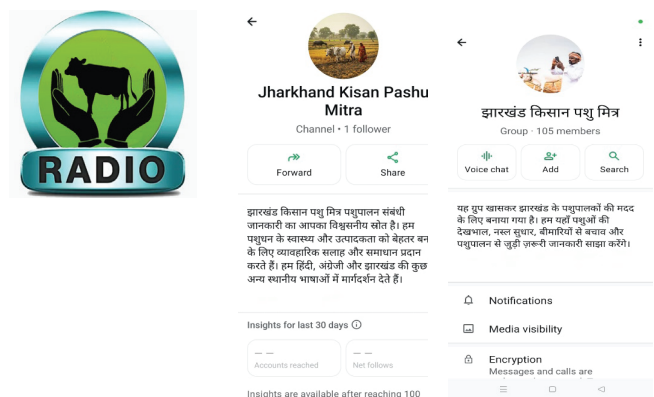 RADIO
Jharkhand Kisan Pashu
Mitra
Channel • 1 follower
Forward
Share
झारखंड किसान पशु मित्र पशुपालन संबंधी
जानकारी का आपका विश्वसनीय स्रोत है। हम
पशुधन के स्वास्थ्य और उत्पादकता को बेहतर बन
के लिए व्यावहारिक सलाह और समाधान प्रदान
करते हैं। हम हिंदी, अंग्रेजी और झारखंड की कुछ
अन्य स्थानीय भाषाओं में मार्गदर्शन देते हैं।
Insights for last 30 days
Accounts reached
Net follows
Insights are available after reaching 100
झारखंड किसान पशु मित्र
Group · 105 members
Voice chat
Add
Search
यह ग्रुप खासकर झारखंड के पशुपालकों की मदद
के लिए बनाया गया है। हम यहाँ पशुओं की
देखभाल, नस्ल सुधार, बीमारियों से बचाव और
पशुपालन से जुड़ी ज़रूरी जानकारी साझा करेंगे।
Notifications
Media visibility
Encryption
Messages and calls are